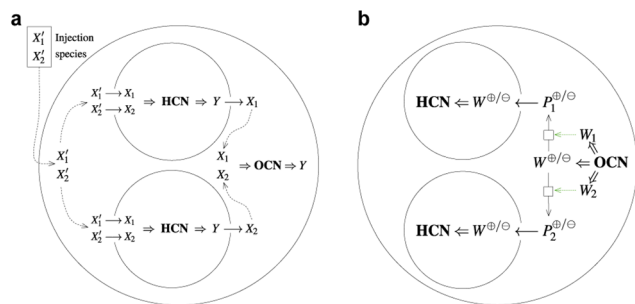 a
b
X′₁ Injection
X′₂ species
X′₁ → X₁
X′₂ → X₂
⇒ HCN ⇒ Y → X₁
X′₁
X′₂
X₁
X₂
⇒ OCN ⇒ Y
X′₁ → X₁
X′₂ → X₂
⇒ HCN ⇒ Y → X₂
HCN ⇐ W⊕/⊖ ← P₁⊕/⊖
W₁
W⊕/⊖ ⇐ OCN
W₂
HCN ⇐ W⊕/⊖ ← P₂⊕/⊖